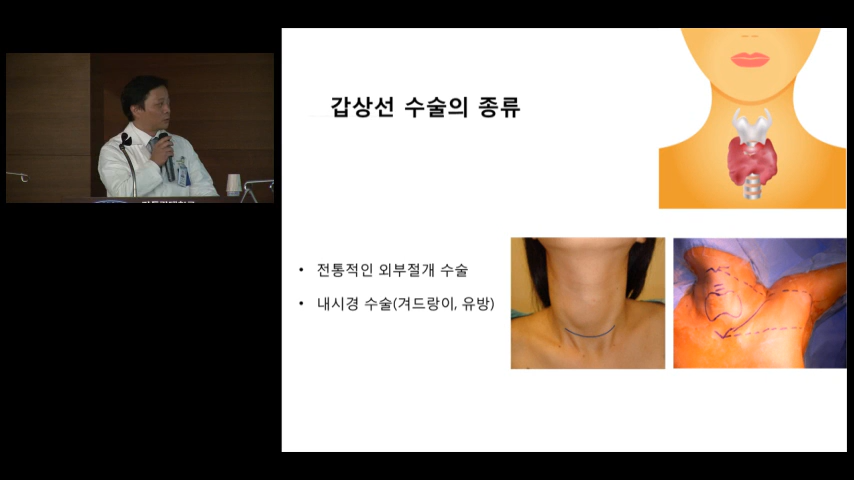 갑상선 수술의 종류
• 전통적인 외부절개 수술
• 내시경 수술(겨드랑이, 유방)